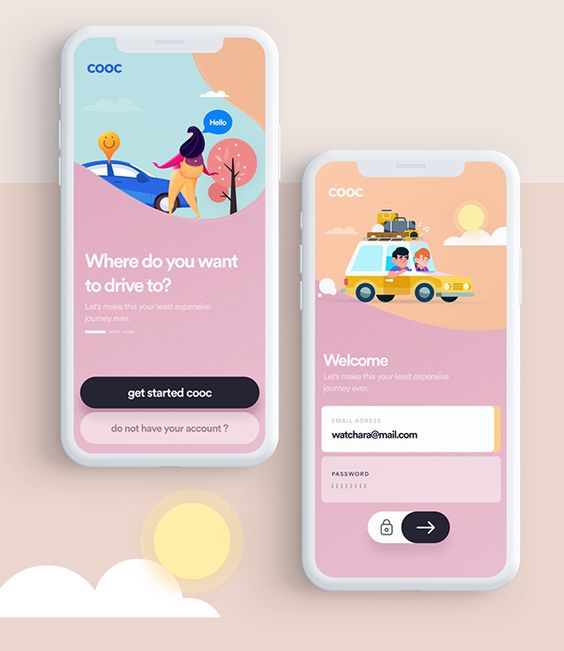 cooc
Hello
Where do you want
to drive to?
Let's make this your least expensive
journey ever.
get started cooc
do not have your account ?
cooc
Welcome
Let's make this your least expensive
journey ever.
EMAIL ADRESS
watchara@mail.com
PASSWORD